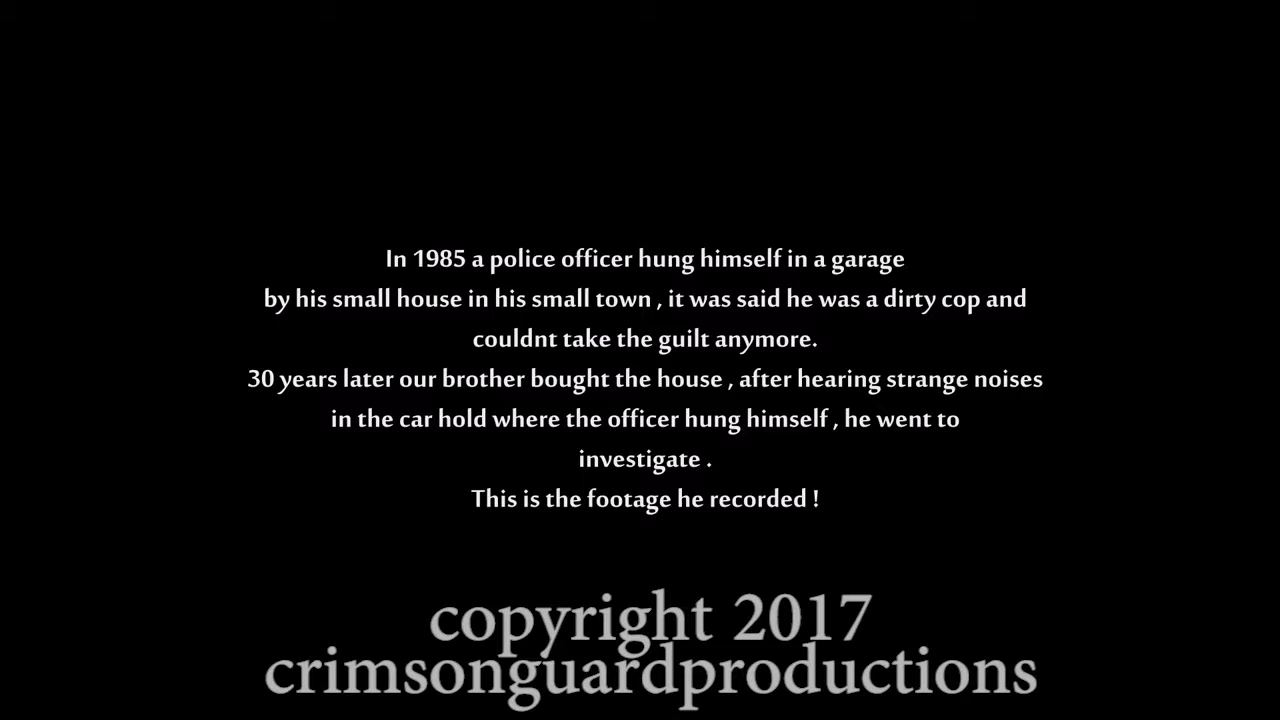 In 1985 a police officer hung himself in a garage
by his small house in his small town , it was said he was a dirty cop and
couldnt take the guilt anymore.
30 years later our brother bought the house , after hearing strange noises
in the car hold where the officer hung himself , he went to
investigate .
This is the footage he recorded !
copyright 2017
crimsonguardproductions